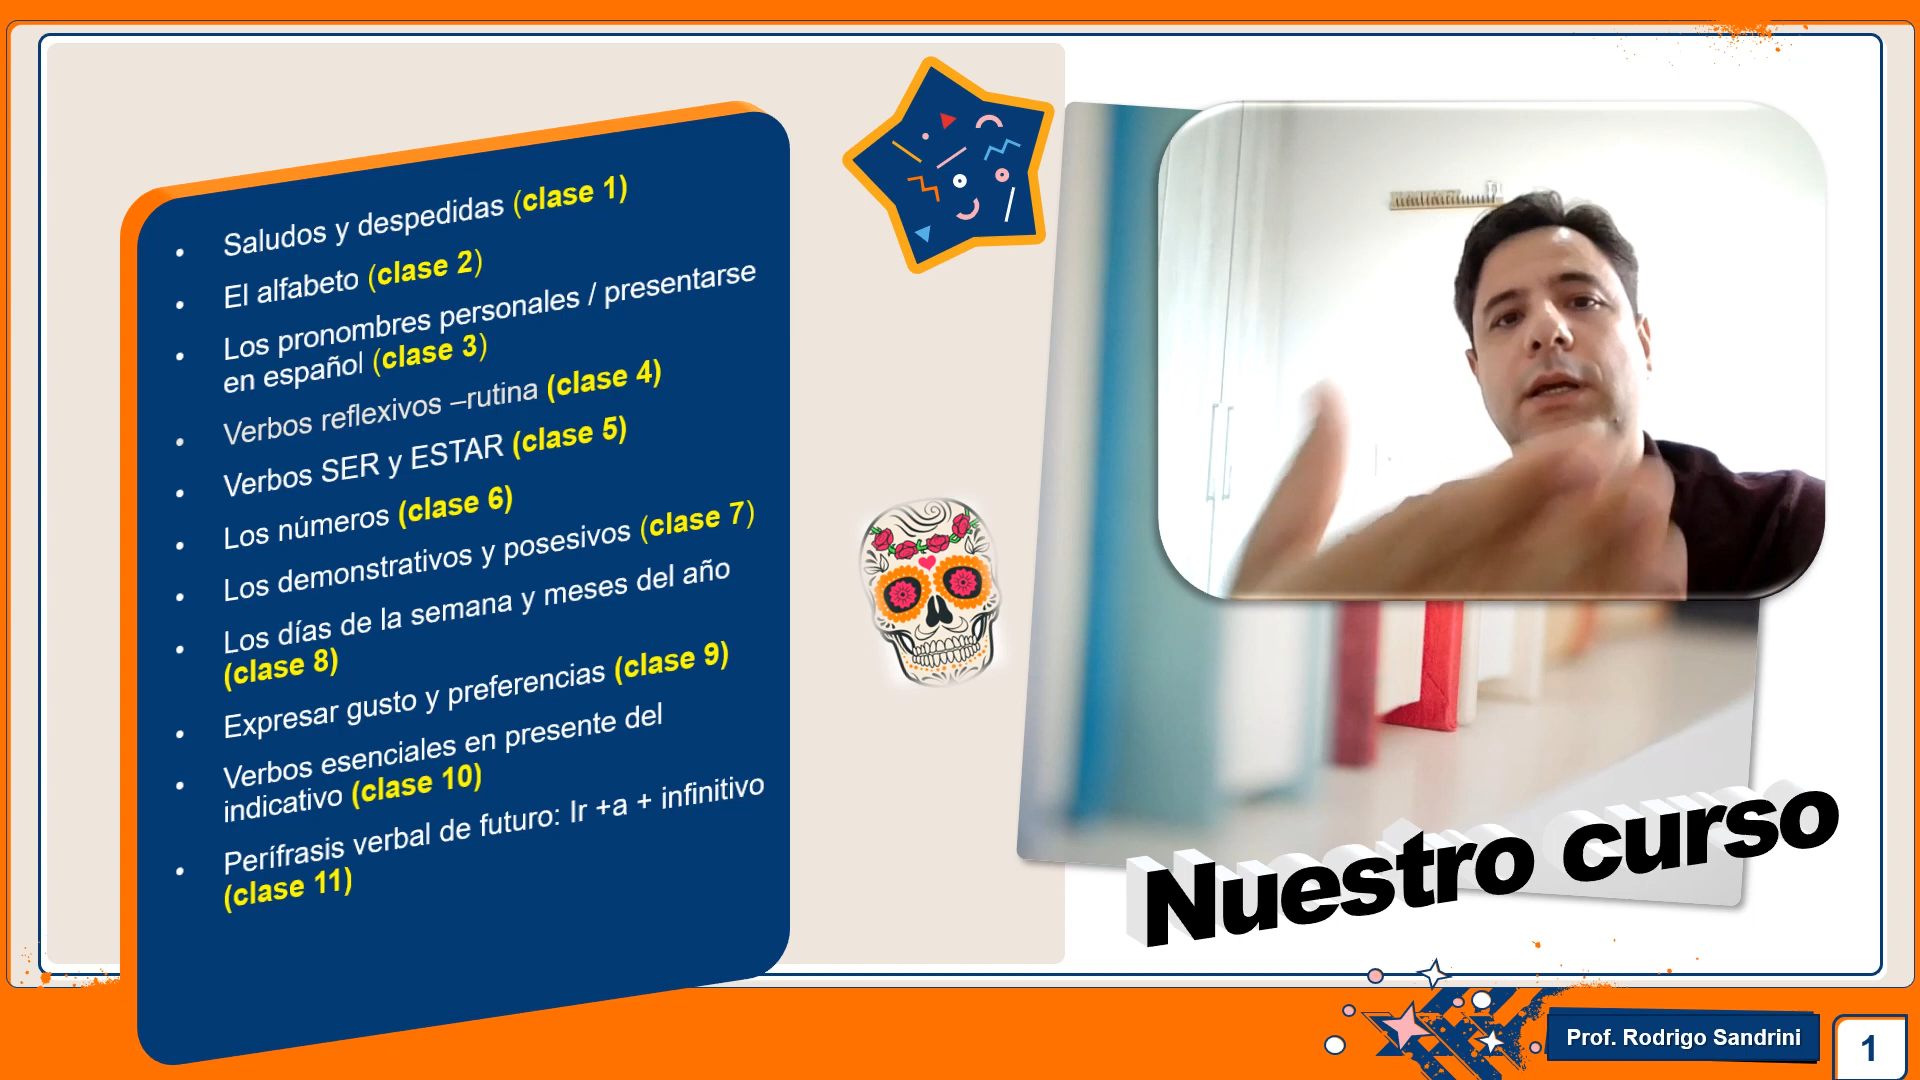 Saludos y despedidas (clase 1)
El alfabeto (clase 2)
Los pronombres personales / presentarse
en español (clase 3)
Verbos reflexivos –rutina (clase 4)
Verbos SER y ESTAR (clase 5)
Los números (clase 6)
Los demonstrativos y posesivos (clase 7)
Los días de la semana y meses del año
(clase 8)
Expresar gusto y preferencias (clase 9)
Verbos esenciales en presente del
indicativo (clase 10)
Perífrasis verbal de futuro: Ir +a + infinitivo
(clase 11)
Nuestro curso
Prof. Rodrigo Sandrini
1